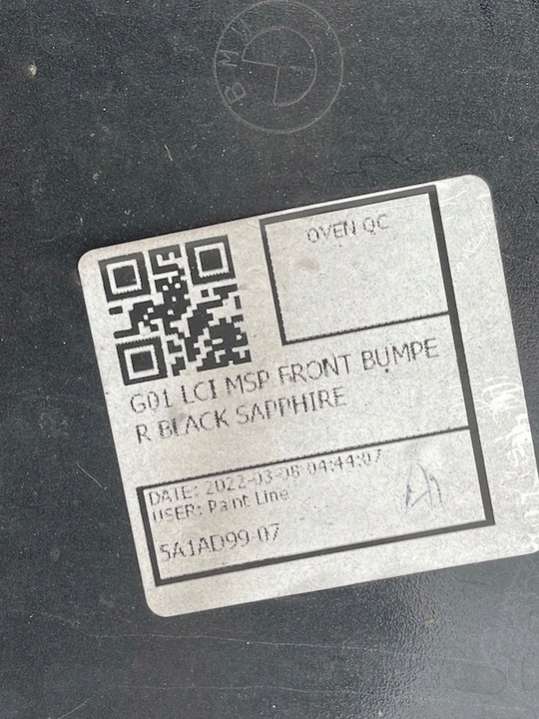 BMW
OVEN QC
G01 LCI MSP FRONT BUMPE
R BLACK SAPPHIRE
DATE: 2022-03-08 04:44:07
USER: Paint Line
5A1AD99-07